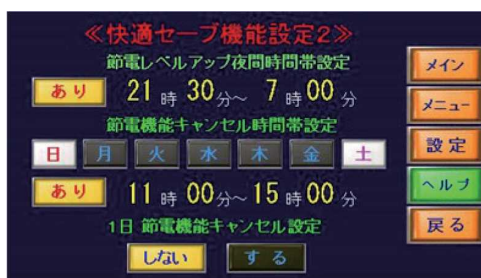 ≪快適セーブ機能設定2≫
節電レベルアップ夜間時間帯設定
あり 21 時 30 分~ 7 時 00 分
節電機能キャンセル時間帯設定
日 月 火 水 木 金 土
あり 11 時 00 分~ 15 時 00 分
1日 節電機能キャンセル設定
しない する
メイン
メニュー
設定
ヘルプ
戻る